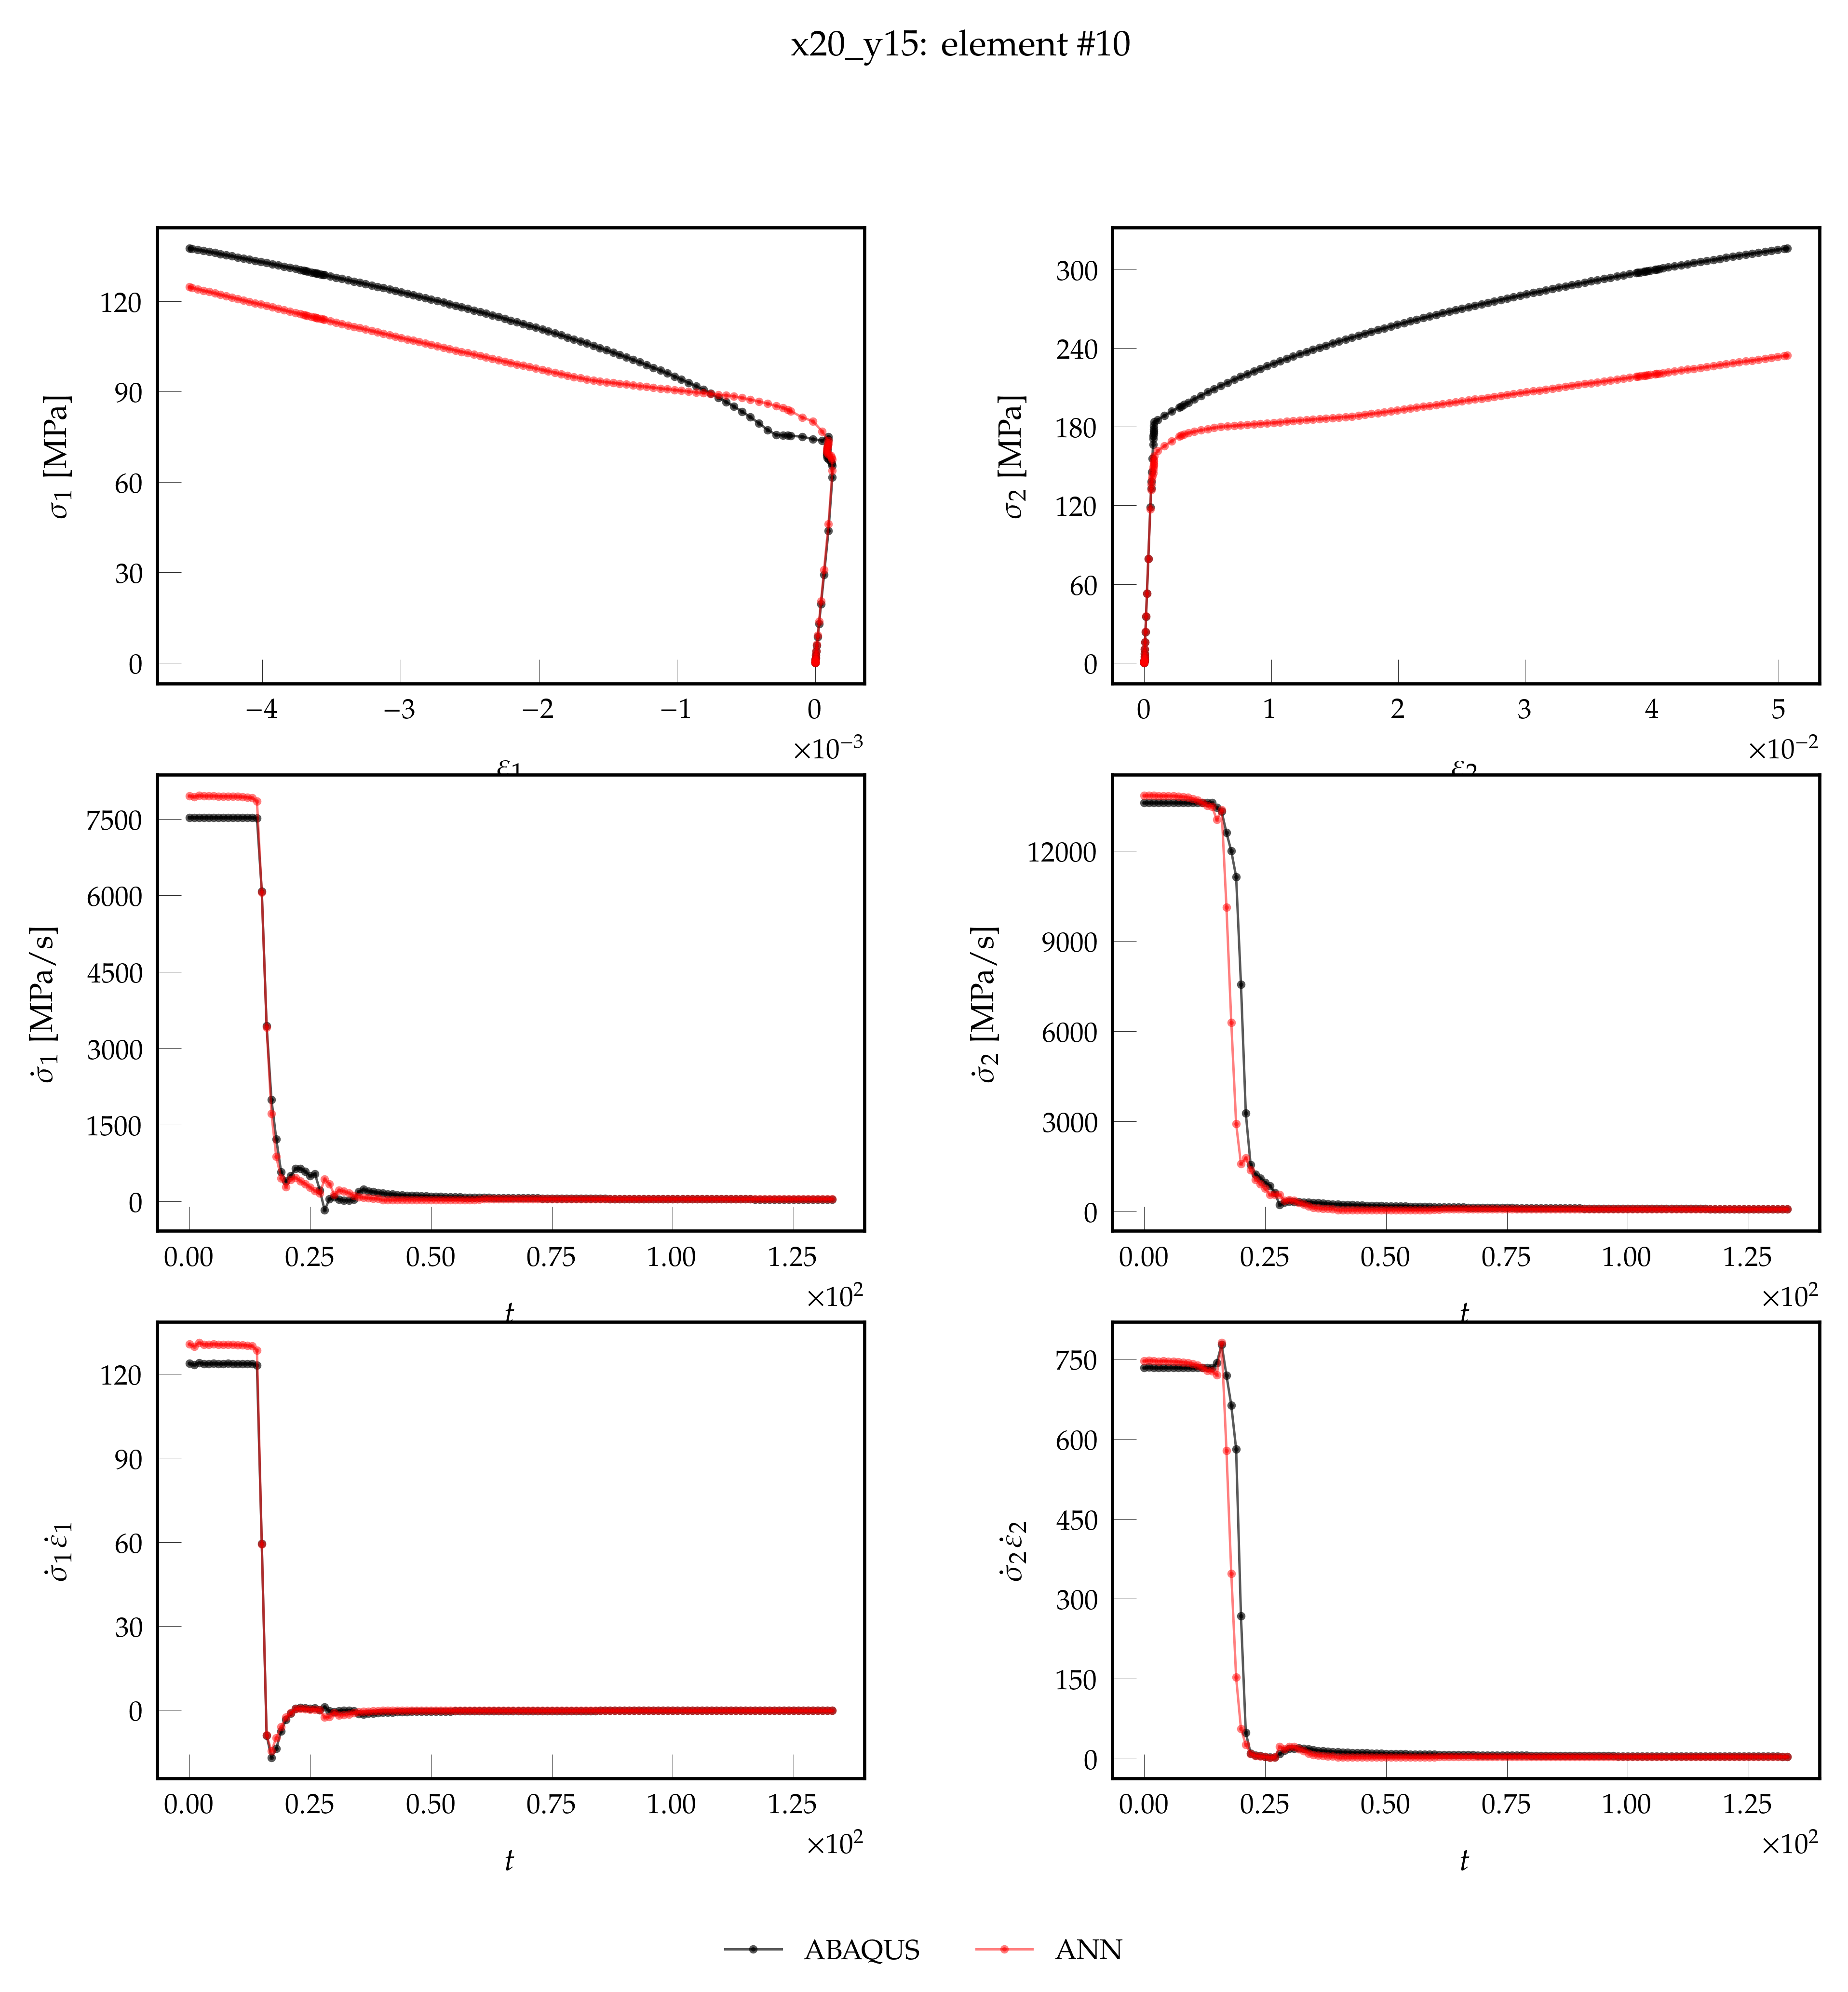 x20_y15: element #10
σ₁ [MPa]
120
90
60
30
0
−4 −3 −2 −1 0
×10⁻³
ε₁
σ₂ [MPa]
300
240
180
120
60
0
0 1 2 3 4 5
×10⁻²
ε₂
σ̇₁ [MPa/s]
7500
6000
4500
3000
1500
0
0.00 0.25 0.50 0.75 1.00 1.25
×10²
t
σ̇₂ [MPa/s]
12000
9000
6000
3000
0
0.00 0.25 0.50 0.75 1.00 1.25
×10²
t
σ̇₁ε̇₁
120
90
60
30
0
0.00 0.25 0.50 0.75 1.00 1.25
×10²
t
σ̇₂ε̇₂
750
600
450
300
150
0
0.00 0.25 0.50 0.75 1.00 1.25
×10²
t
ABAQUS ANN